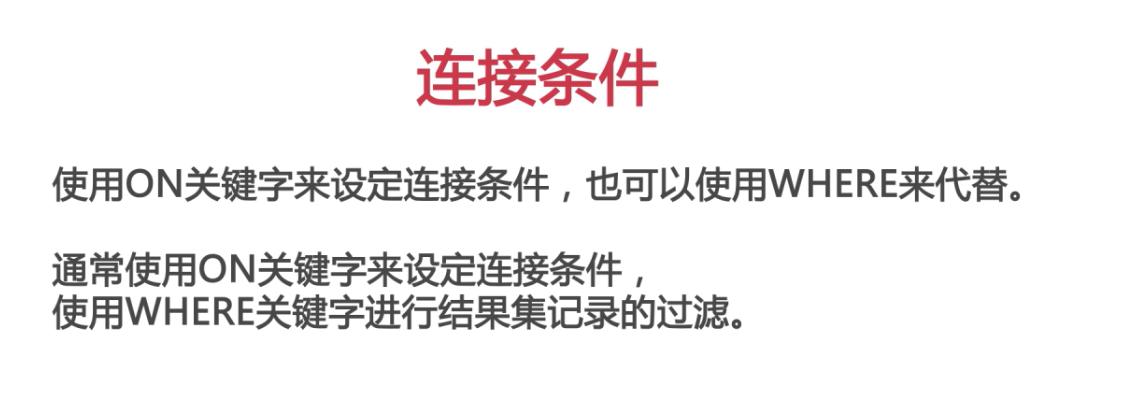 连接条件
使用ON关键字来设定连接条件，也可以使用WHERE来代替。
通常使用ON关键字来设定连接条件，
使用WHERE关键字进行结果集记录的过滤。